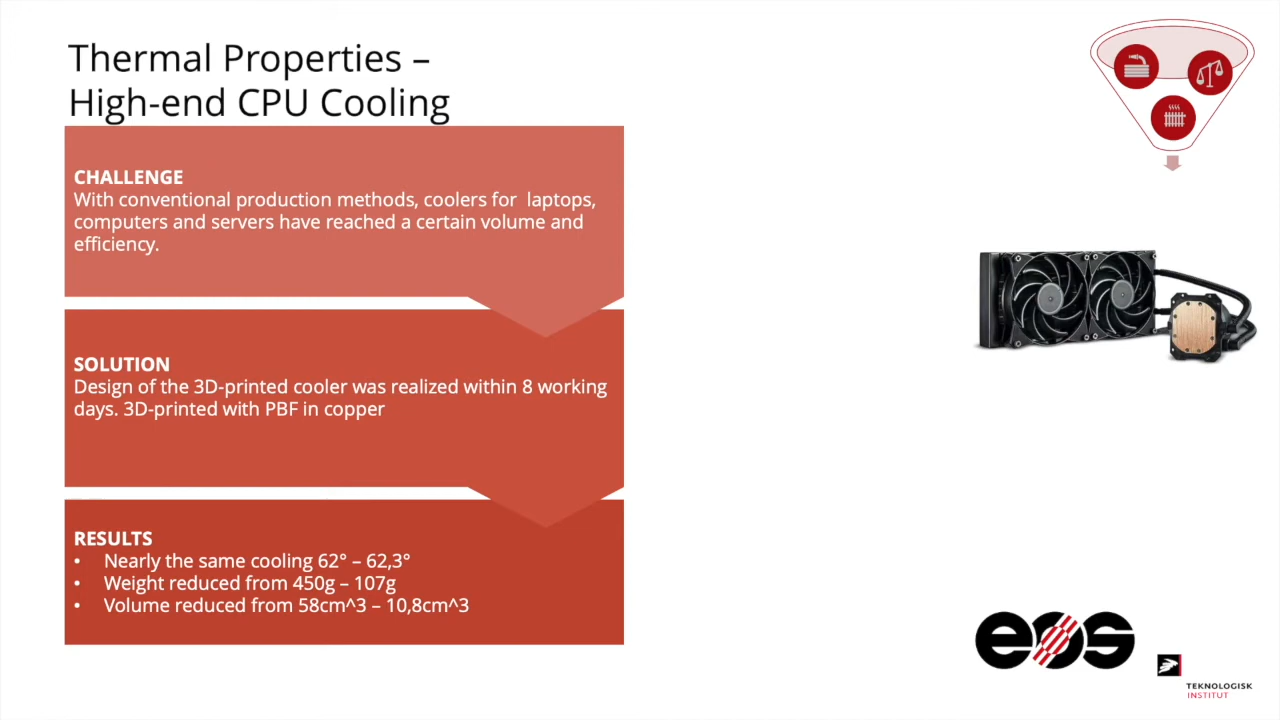 Thermal Properties –
High-end CPU Cooling
CHALLENGE
With conventional production methods, coolers for  laptops,
computers and servers have reached a certain volume and
efficiency.
SOLUTION
Design of the 3D-printed cooler was realized within 8 working
days. 3D-printed with PBF in copper
RESULTS
• Nearly the same cooling 62° – 62,3°
• Weight reduced from 450g – 107g
• Volume reduced from 58cm^3 – 10,8cm^3
eos
TEKNOLOGISK
INSTITUT